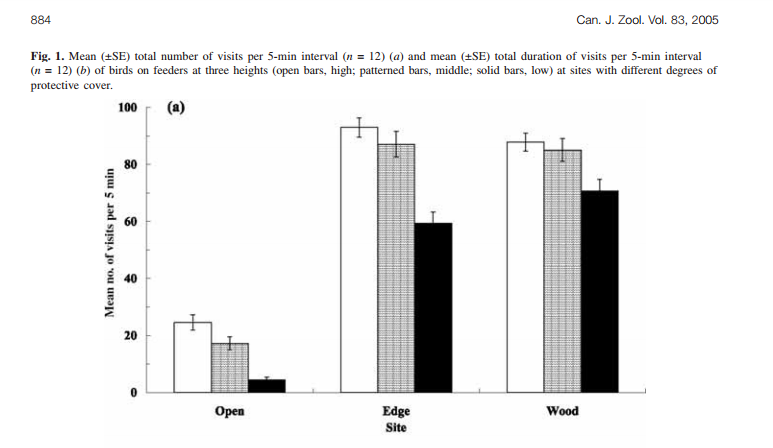 884
Can. J. Zool. Vol. 83, 2005
Fig. 1. Mean (±SE) total number of visits per 5-min interval (n = 12) (a) and mean (±SE) total duration of visits per 5-min interval
(n = 12) (b) of birds on feeders at three heights (open bars, high; patterned bars, middle; solid bars, low) at sites with different degrees of
protective cover.
(a)
Mean no. of visits per 5 min
100
80
60
40
20
0
Open
Edge
Wood
Site